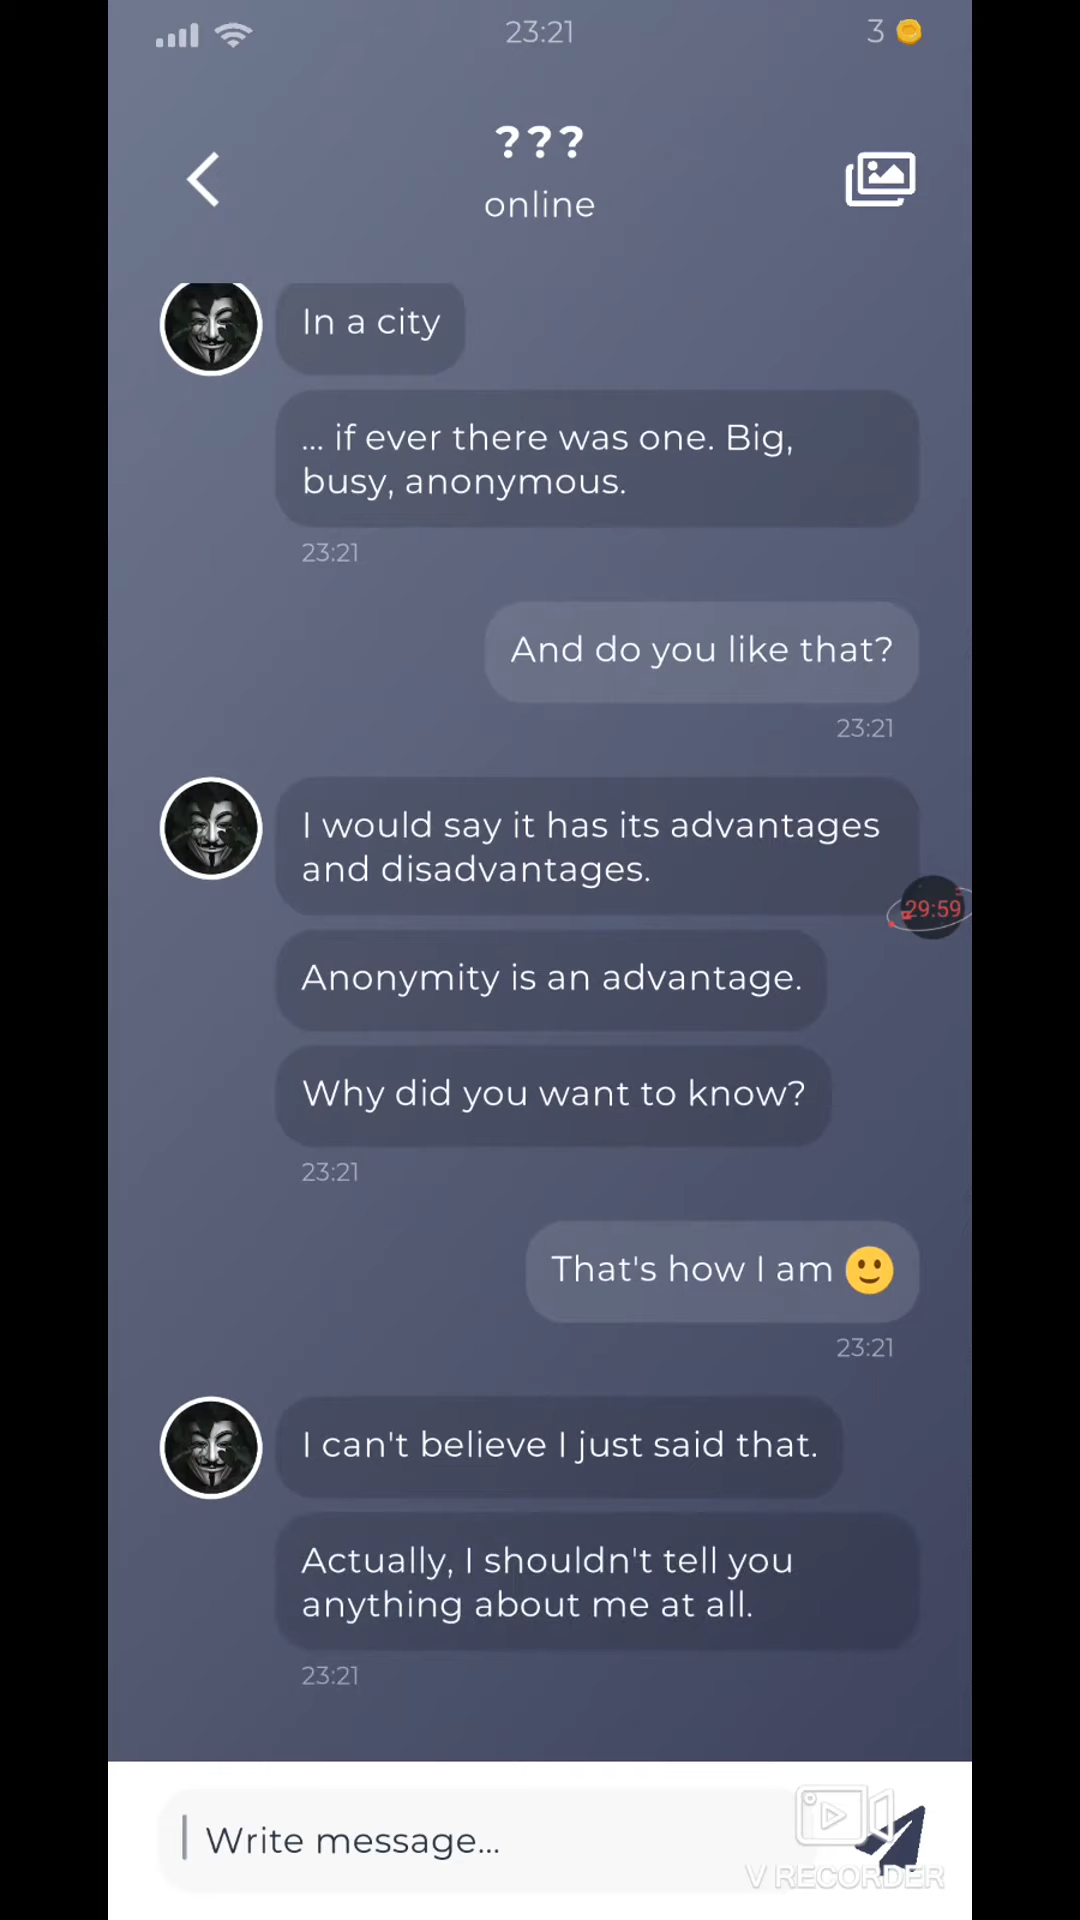 23:21
3
???
online
In a city
... if ever there was one. Big,
busy, anonymous.
23:21
And do you like that?
23:21
I would say it has its advantages
and disadvantages.
29:59
Anonymity is an advantage.
Why did you want to know?
23:21
That's how I am 🙂
23:21
I can't believe I just said that.
Actually, I shouldn't tell you
anything about me at all.
23:21
Write message...
V RECORDER